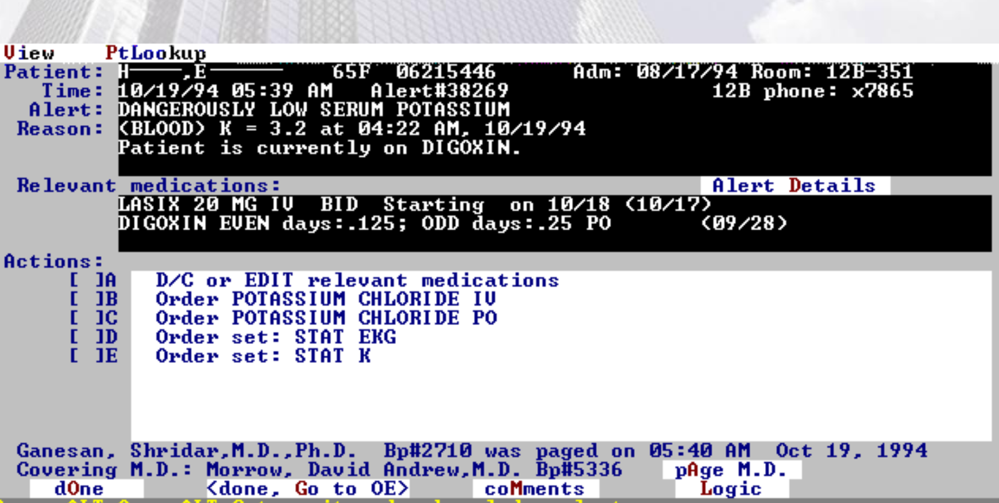 View PtLookup
Patient: H——,E—— 65F 06215446 Adm: 08/17/94 Room: 12B-351
Time: 10/19/94 05:39 AM Alert#38269 12B phone: x7865
Alert: DANGEROUSLY LOW SERUM POTASSIUM
Reason: (BLOOD) K = 3.2 at 04:22 AM, 10/19/94
Patient is currently on DIGOXIN.
Relevant medications: Alert Details
LASIX 20 MG IV BID Starting on 10/18 (10/17)
DIGOXIN EVEN days:.125; ODD days:.25 PO (09/28)
Actions:
[ ]A D/C or EDIT relevant medications
[ ]B Order POTASSIUM CHLORIDE IV
[ ]C Order POTASSIUM CHLORIDE PO
[ ]D Order set: STAT EKG
[ ]E Order set: STAT K
Ganesan, Shridar,M.D.,Ph.D. Bp#2710 was paged on 05:40 AM Oct 19, 1994
Covering M.D.: Morrow, David Andrew,M.D. Bp#5336 pAge M.D.
dOne <done, Go to OE> coMments Logic